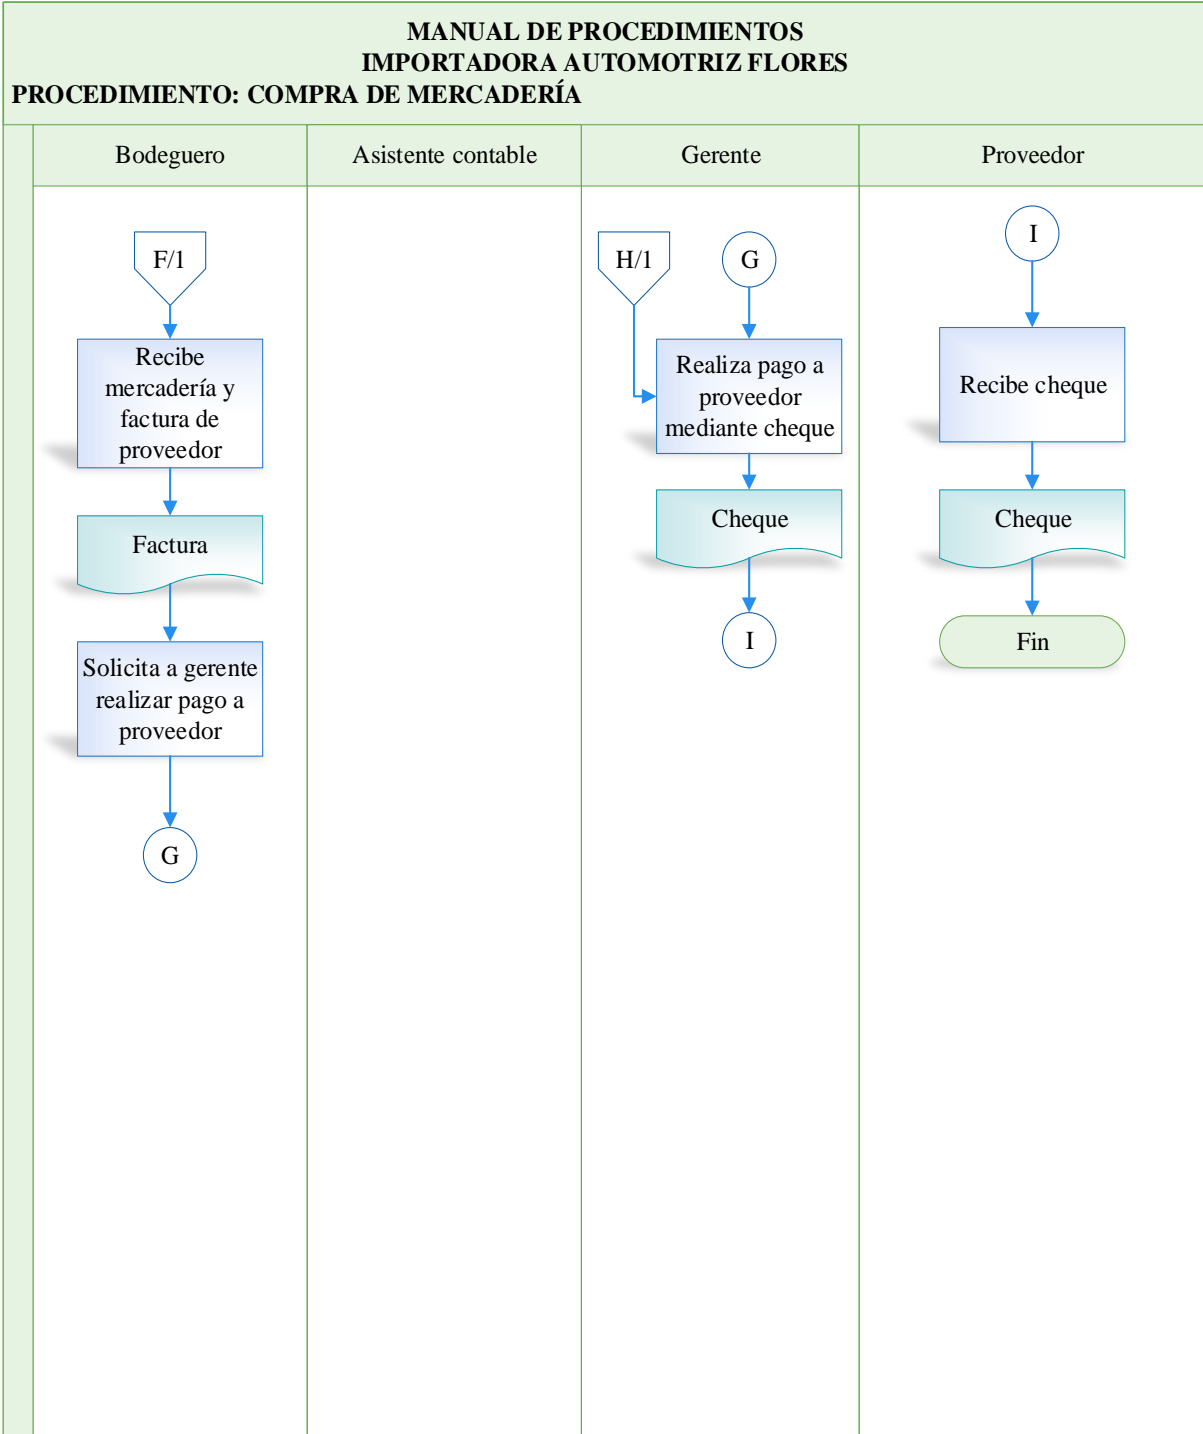 MANUAL DE PROCEDIMIENTOS
IMPORTADORA AUTOMOTRIZ FLORES
PROCEDIMIENTO: COMPRA DE MERCADERÍA
Bodeguero
Asistente contable
Gerente
Proveedor
F/1
Recibe
mercadería y
factura de
proveedor
Factura
Solicita a gerente
realizar pago a
proveedor
G
H/1
G
Realiza pago a
proveedor
mediante cheque
Cheque
I
I
Recibe cheque
Cheque
Fin